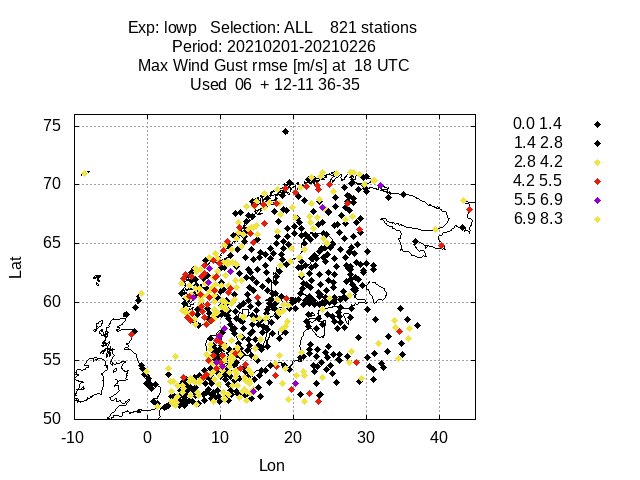 Exp: lowp   Selection: ALL    821 stations
Period: 20210201-20210226
Max Wind Gust rmse [m/s] at  18 UTC
Used  06  + 12-11 36-35
0.0 1.4
1.4 2.8
2.8 4.2
4.2 5.5
5.5 6.9
6.9 8.3
75
70
65
60
55
50
Lat
-10 0 10 20 30 40
Lon